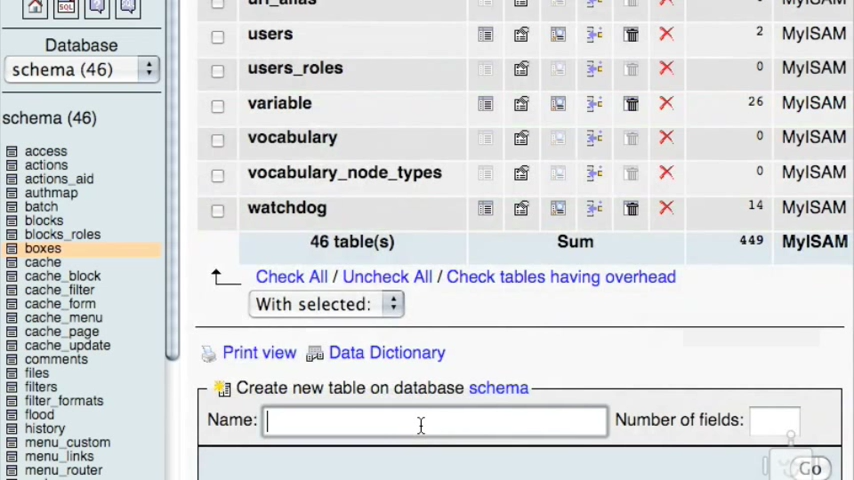 SQL
Database
schema (46)
schema (46)
access
actions
actions_aid
authmap
batch
blocks
blocks_roles
boxes
cache
cache_block
cache_filter
cache_form
cache_menu
cache_page
cache_update
comments
files
filters
filter_formats
flood
history
menu_custom
menu_links
menu_router
url_alias
users 2 MyISAM
users_roles 0 MyISAM
variable 26 MyISAM
vocabulary 0 MyISAM
vocabulary_node_types 0 MyISAM
watchdog 14 MyISAM
46 table(s) Sum 449 MyISAM
Check All / Uncheck All / Check tables having overhead
With selected:
Print view Data Dictionary
Create new table on database schema
Name: Number of fields:
Go